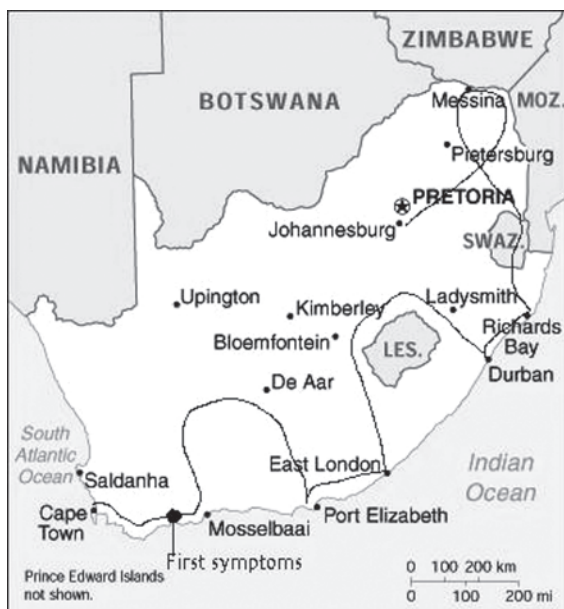 ZIMBABWE
BOTSWANA
Messina
MOZ.
NAMIBIA
Pietersburg
PRETORIA
Johannesburg
SWAZ.
Upington
Kimberley
Ladysmith
Richards
Bay
Bloemfontein
LES.
Durban
De Aar
South
Atlantic
Ocean
Saldanha
East London
Indian
Ocean
Cape
Town
Mosselbaai
Port Elizabeth
First symptoms
Prince Edward Islands
not shown.
0 100 200 km
0 100 200 mi